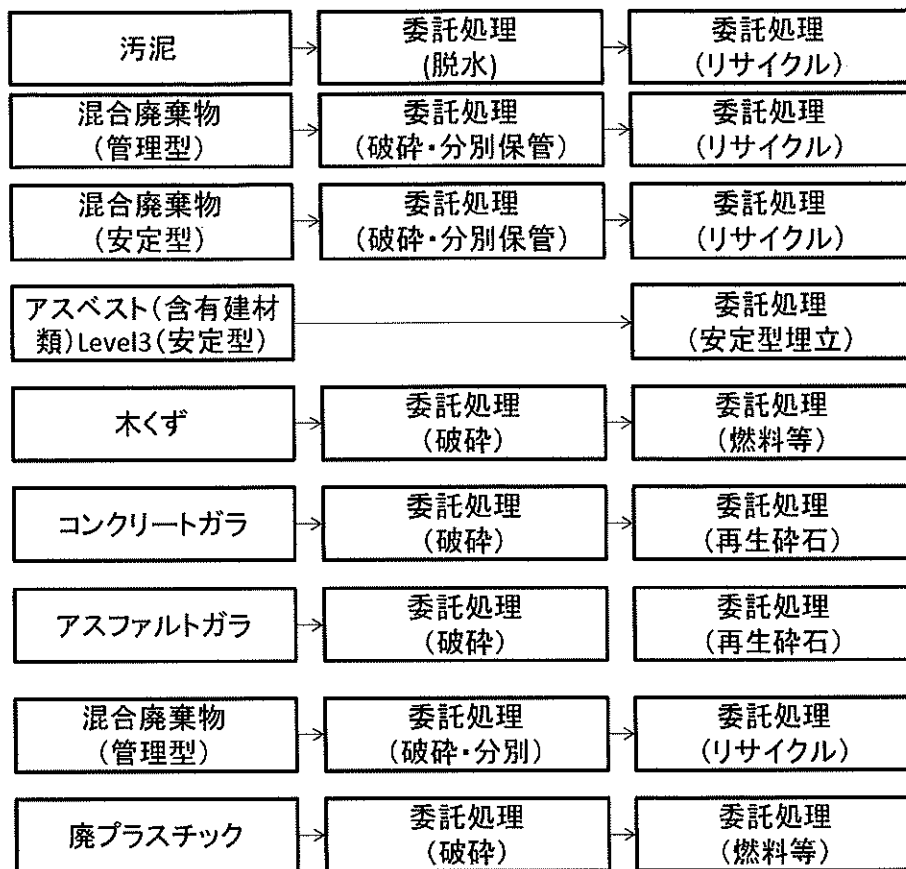 汚泥
委託処理
(脱水)
委託処理
(リサイクル)
混合廃棄物
(管理型)
委託処理
(破砕・分別保管)
委託処理
(リサイクル)
混合廃棄物
(安定型)
委託処理
(破砕・分別保管)
委託処理
(リサイクル)
アスベスト(含有建材
類)Level3(安定型)
委託処理
(安定型埋立)
木くず
委託処理
(破砕)
委託処理
(燃料等)
コンクリートガラ
委託処理
(破砕)
委託処理
(再生砕石)
アスファルトガラ
委託処理
(破砕)
委託処理
(再生砕石)
混合廃棄物
(管理型)
委託処理
(破砕・分別)
委託処理
(リサイクル)
廃プラスチック
委託処理
(破砕)
委託処理
(燃料等)